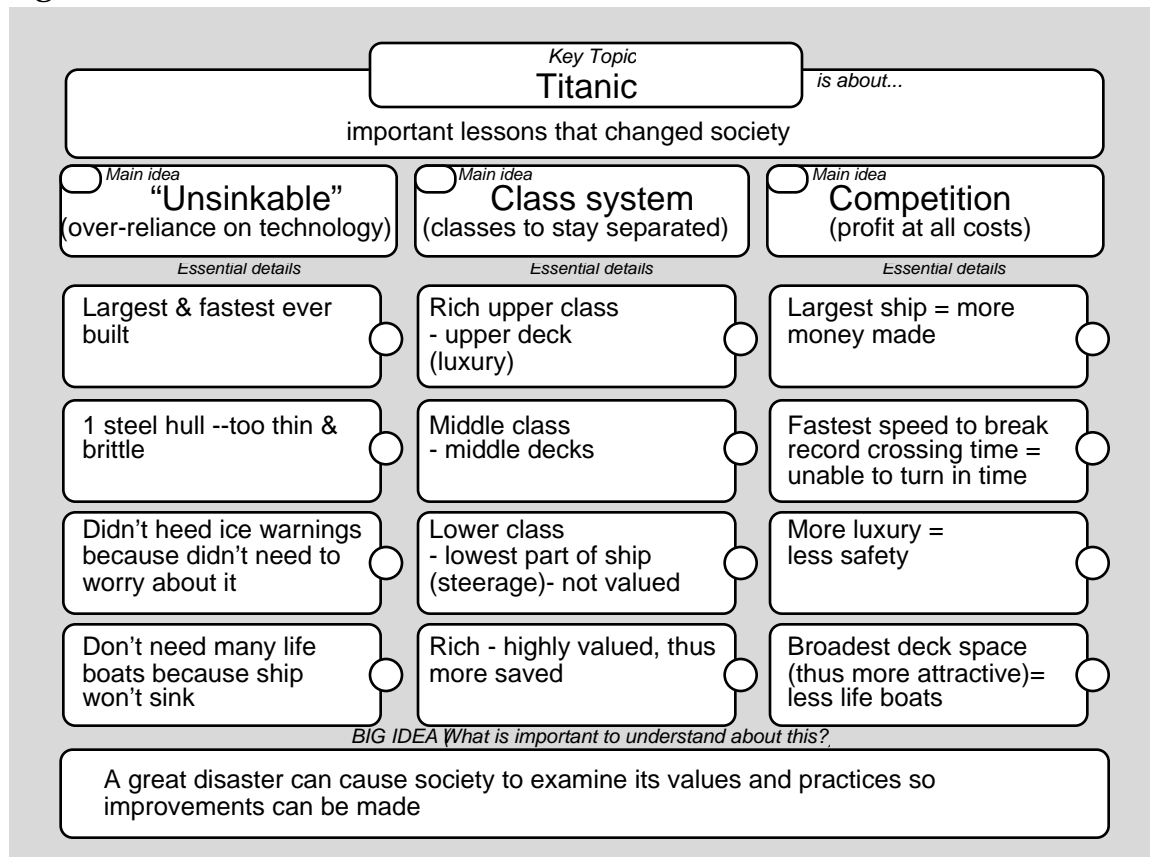 Key Topic
Titanic
is about...
important lessons that changed society
Main idea
“Unsinkable”
(over-reliance on technology)
Main idea
Class system
(classes to stay separated)
Main idea
Competition
(profit at all costs)
Essential details
Essential details
Essential details
Largest & fastest ever
built
Rich upper class
- upper deck
(luxury)
Largest ship = more
money made
1 steel hull --too thin &
brittle
Middle class
- middle decks
Fastest speed to break
record crossing time =
unable to turn in time
Didn’t heed ice warnings
because didn’t need to
worry about it
Lower class
- lowest part of ship
(steerage)- not valued
More luxury =
less safety
Don’t need many life
boats because ship
won’t sink
Rich - highly valued, thus
more saved
Broadest deck space
(thus more attractive)=
less life boats
BIG IDEA (What is important to understand about this?)
A great disaster can cause society to examine its values and practices so
improvements can be made